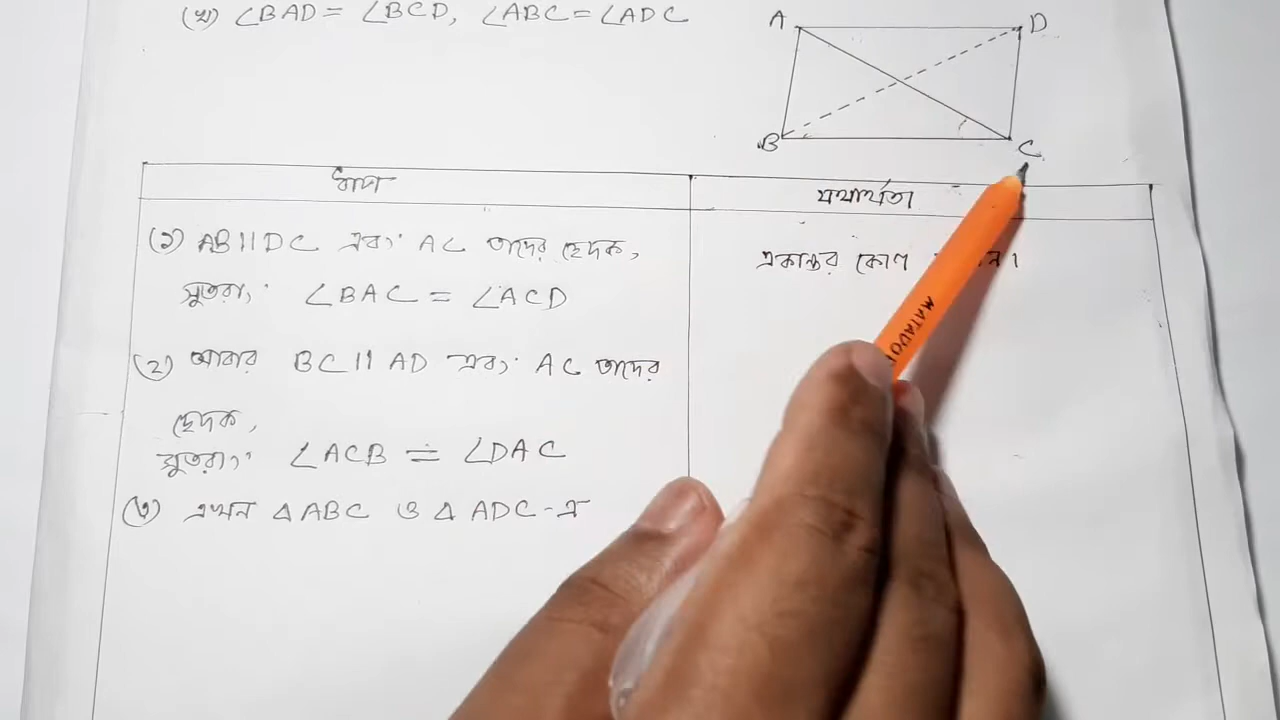 (খ) ∠BAD = ∠BCD, ∠ABC = ∠ADC
A D
B C
ধাপ
যথার্থতা
(১) AB || DC এবং AC তাদের ছেদক,
একান্তর কোণ
সুতরাং ∠BAC = ∠ACD
(২) আবার BC || AD এবং AC তাদের
ছেদক,
সুতরাং ∠ACB = ∠DAC
(৩) এখন Δ ABC ও Δ ADC-এ
MATADO